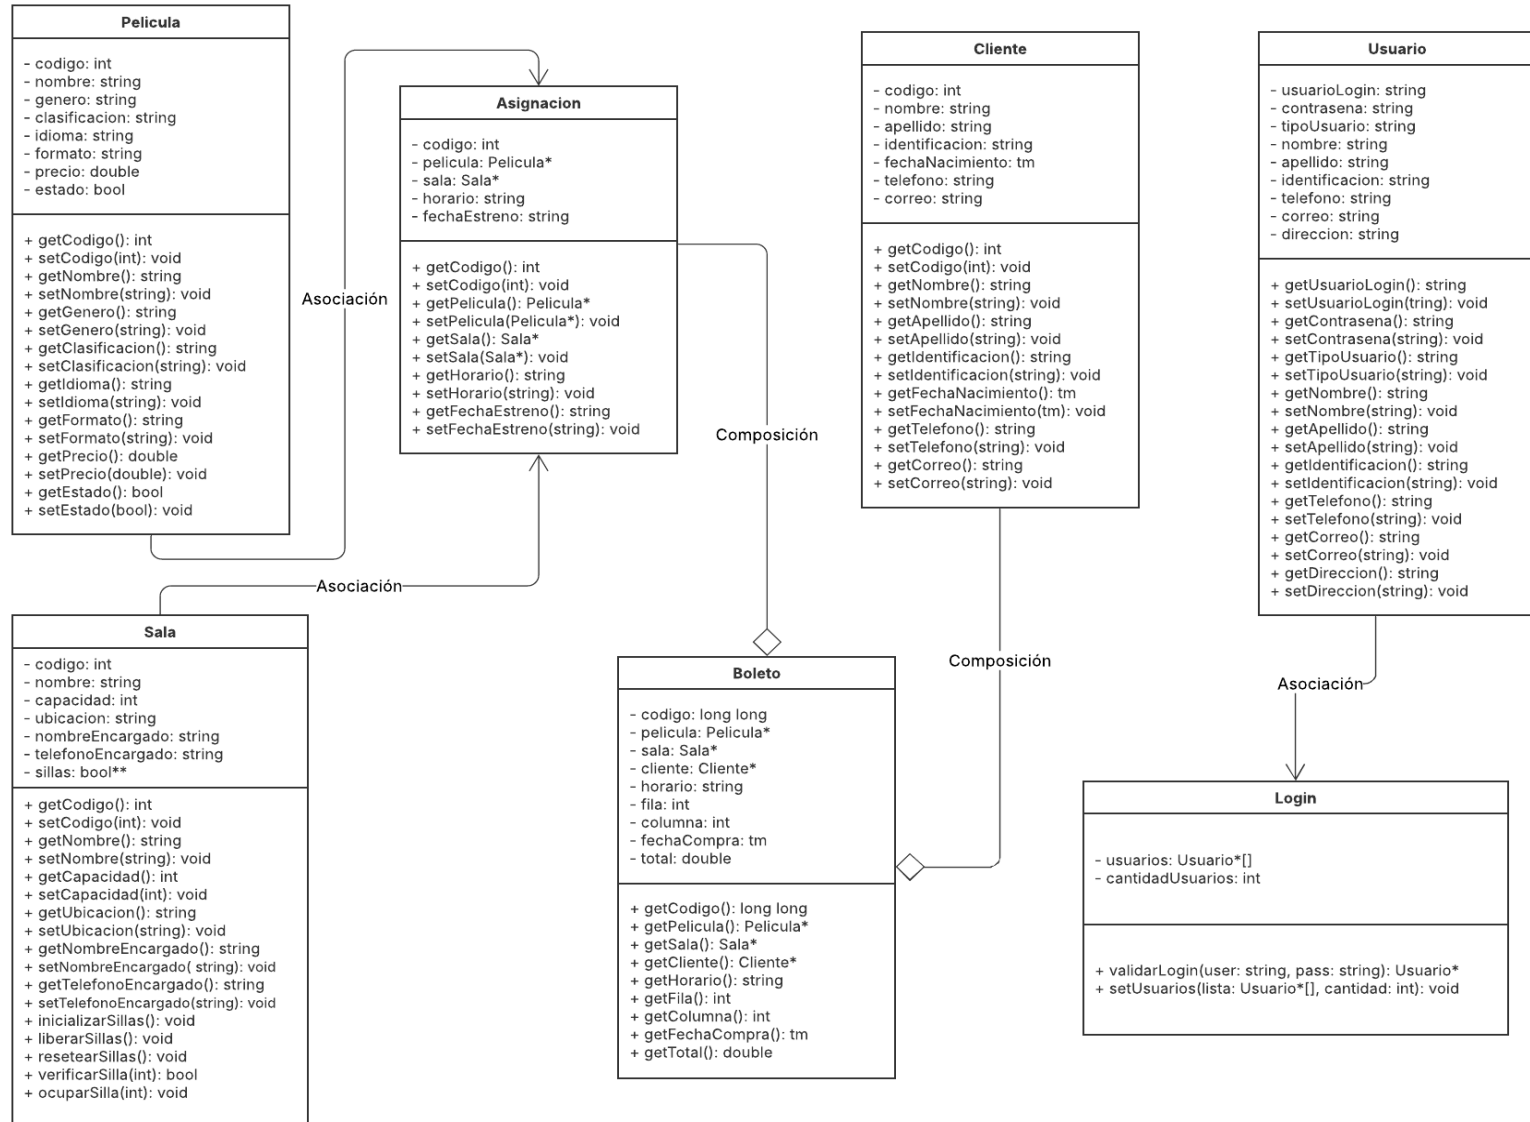 Pelicula
- codigo: int
- nombre: string
- genero: string
- clasificacion: string
- idioma: string
- formato: string
- precio: double
- estado: bool
+ getCodigo(): int
+ setCodigo(int): void
+ getNombre(): string
+ setNombre(string): void
+ getGenero(): string
+ setGenero(string): void
+ getClasificacion(): string
+ setClasificacion(string): void
+ getIdioma(): string
+ setIdioma(string): void
+ getFormato(): string
+ setFormato(string): void
+ getPrecio(): double
+ setPrecio(double): void
+ getEstado(): bool
+ setEstado(bool): void
Asociación
Asignacion
- codigo: int
- pelicula: Pelicula*
- sala: Sala*
- horario: string
- fechaEstreno: string
+ getCodigo(): int
+ setCodigo(int): void
+ getPelicula(): Pelicula*
+ setPelicula(Pelicula*): void
+ getSala(): Sala*
+ setSala(Sala*): void
+ getHorario(): string
+ setHorario(string): void
+ getFechaEstreno(): string
+ setFechaEstreno(string): void
Composición
Cliente
- codigo: int
- nombre: string
- apellido: string
- identificacion: string
- fechaNacimiento: tm
- telefono: string
- correo: string
+ getCodigo(): int
+ setCodigo(int): void
+ getNombre(): string
+ setNombre(string): void
+ getApellido(): string
+ setApellido(string): void
+ getIdentificacion(): string
+ setIdentificacion(string): void
+ getFechaNacimiento(): tm
+ setFechaNacimiento(tm): void
+ getTelefono(): string
+ setTelefono(string): void
+ getCorreo(): string
+ setCorreo(string): void
Usuario
- usuarioLogin: string
- contrasena: string
- tipoUsuario: string
- nombre: string
- apellido: string
- identificacion: string
- telefono: string
- correo: string
- direccion: string
+ getUsuarioLogin(): string
+ setUsuarioLogin(tring): void
+ getContrasena(): string
+ setContrasena(string): void
+ getTipoUsuario(): string
+ setTipoUsuario(string): void
+ getNombre(): string
+ setNombre(string): void
+ getApellido(): string
+ setApellido(string): void
+ getIdentificacion(): string
+ setIdentificacion(string): void
+ getTelefono(): string
+ setTelefono(string): void
+ getCorreo(): string
+ setCorreo(string): void
+ getDireccion(): string
+ setDireccion(string): void
Asociación
Sala
- codigo: int
- nombre: string
- capacidad: int
- ubicacion: string
- nombreEncargado: string
- telefonoEncargado: string
- sillas: bool**
+ getCodigo(): int
+ setCodigo(int): void
+ getNombre(): string
+ setNombre(string): void
+ getCapacidad(): int
+ setCapacidad(int): void
+ getUbicacion(): string
+ setUbicacion(string): void
+ getNombreEncargado(): string
+ setNombreEncargado( string): void
+ getTelefonoEncargado(): string
+ setTelefonoEncargado(string): void
+ inicializarSillas(): void
+ liberarSillas(): void
+ resetearSillas(): void
+ verificarSilla(int): bool
+ ocuparSilla(int): void
Boleto
- codigo: long long
- pelicula: Pelicula*
- sala: Sala*
- cliente: Cliente*
- horario: string
- fila: int
- columna: int
- fechaCompra: tm
- total: double
+ getCodigo(): long long
+ getPelicula(): Pelicula*
+ getSala(): Sala*
+ getCliente(): Cliente*
+ getHorario(): string
+ getFila(): int
+ getColumna(): int
+ getFechaCompra(): tm
+ getTotal(): double
Composición
Asociación
Login
- usuarios: Usuario*[]
- cantidadUsuarios: int
+ validarLogin(user: string, pass: string): Usuario*
+ setUsuarios(lista: Usuario*[], cantidad: int): void